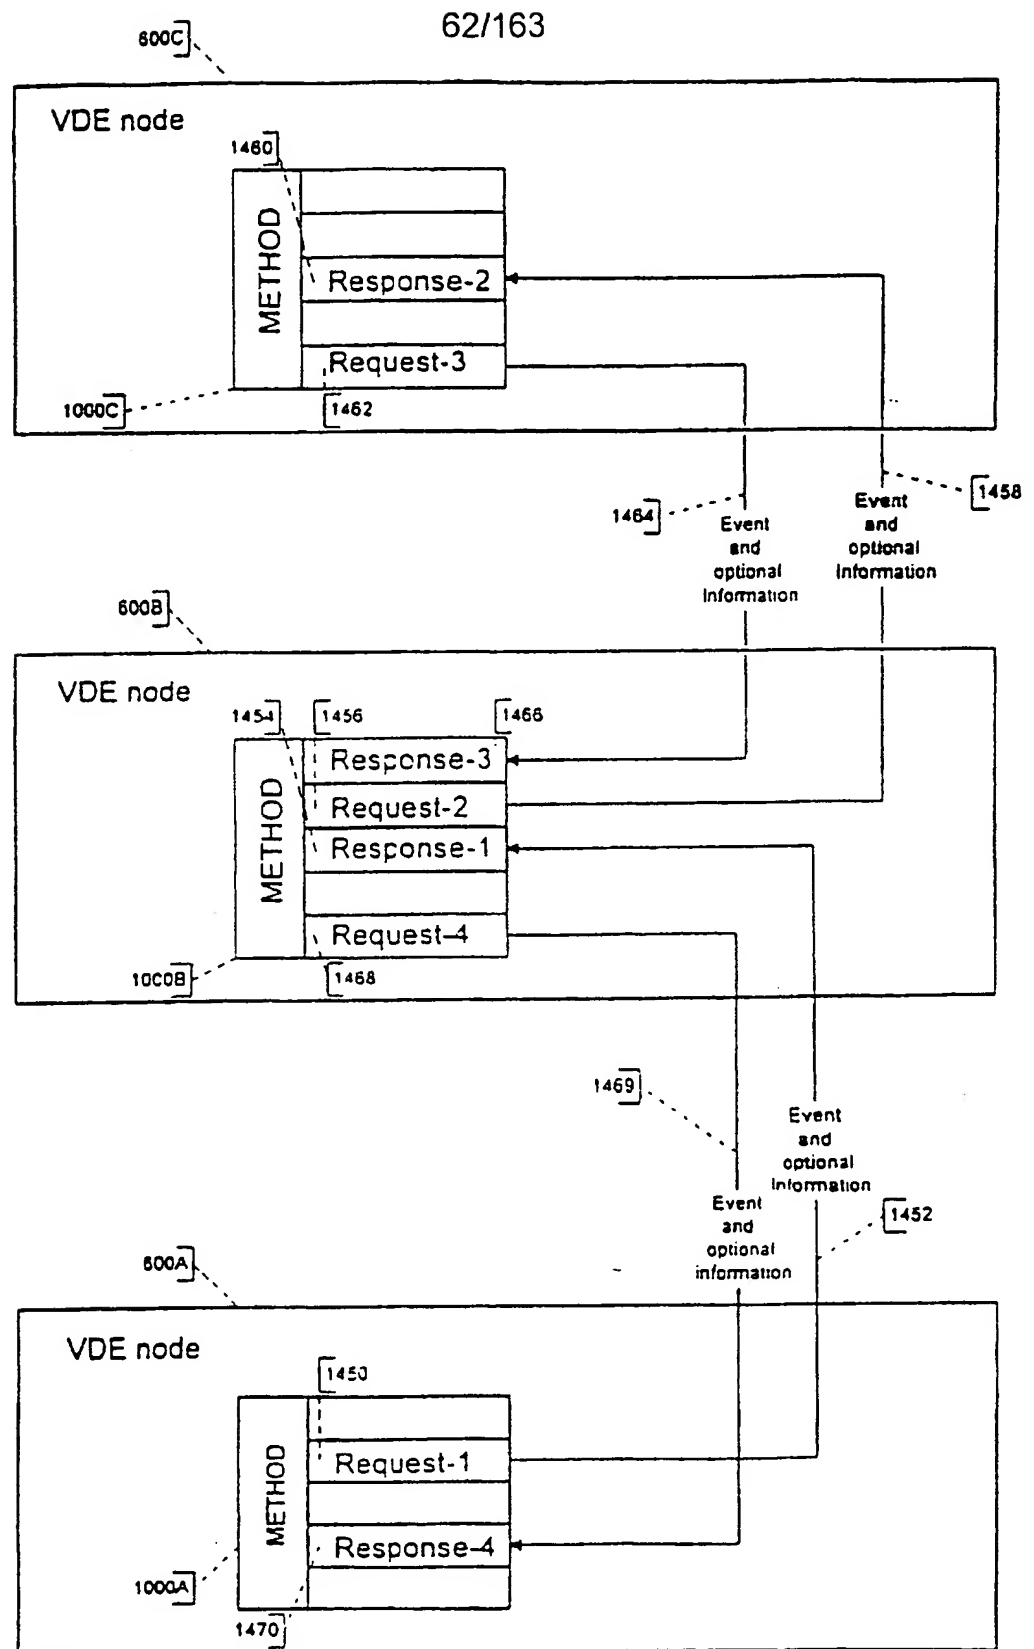 62/163
600C
VDE node
1460
METHOD
Response-2
Request-3
1000C
1462
1464
1458
Event
and
optional
Information
Event
and
optional
Information
600B
VDE node
1454
1456
1466
METHOD
Response-3
Request-2
Response-1
Request-4
1000B
1468
1469
Event
and
optional
Information
Event
and
optional
information
1452
600A
VDE node
1450
METHOD
Request-1
Response-4
1000A
1470